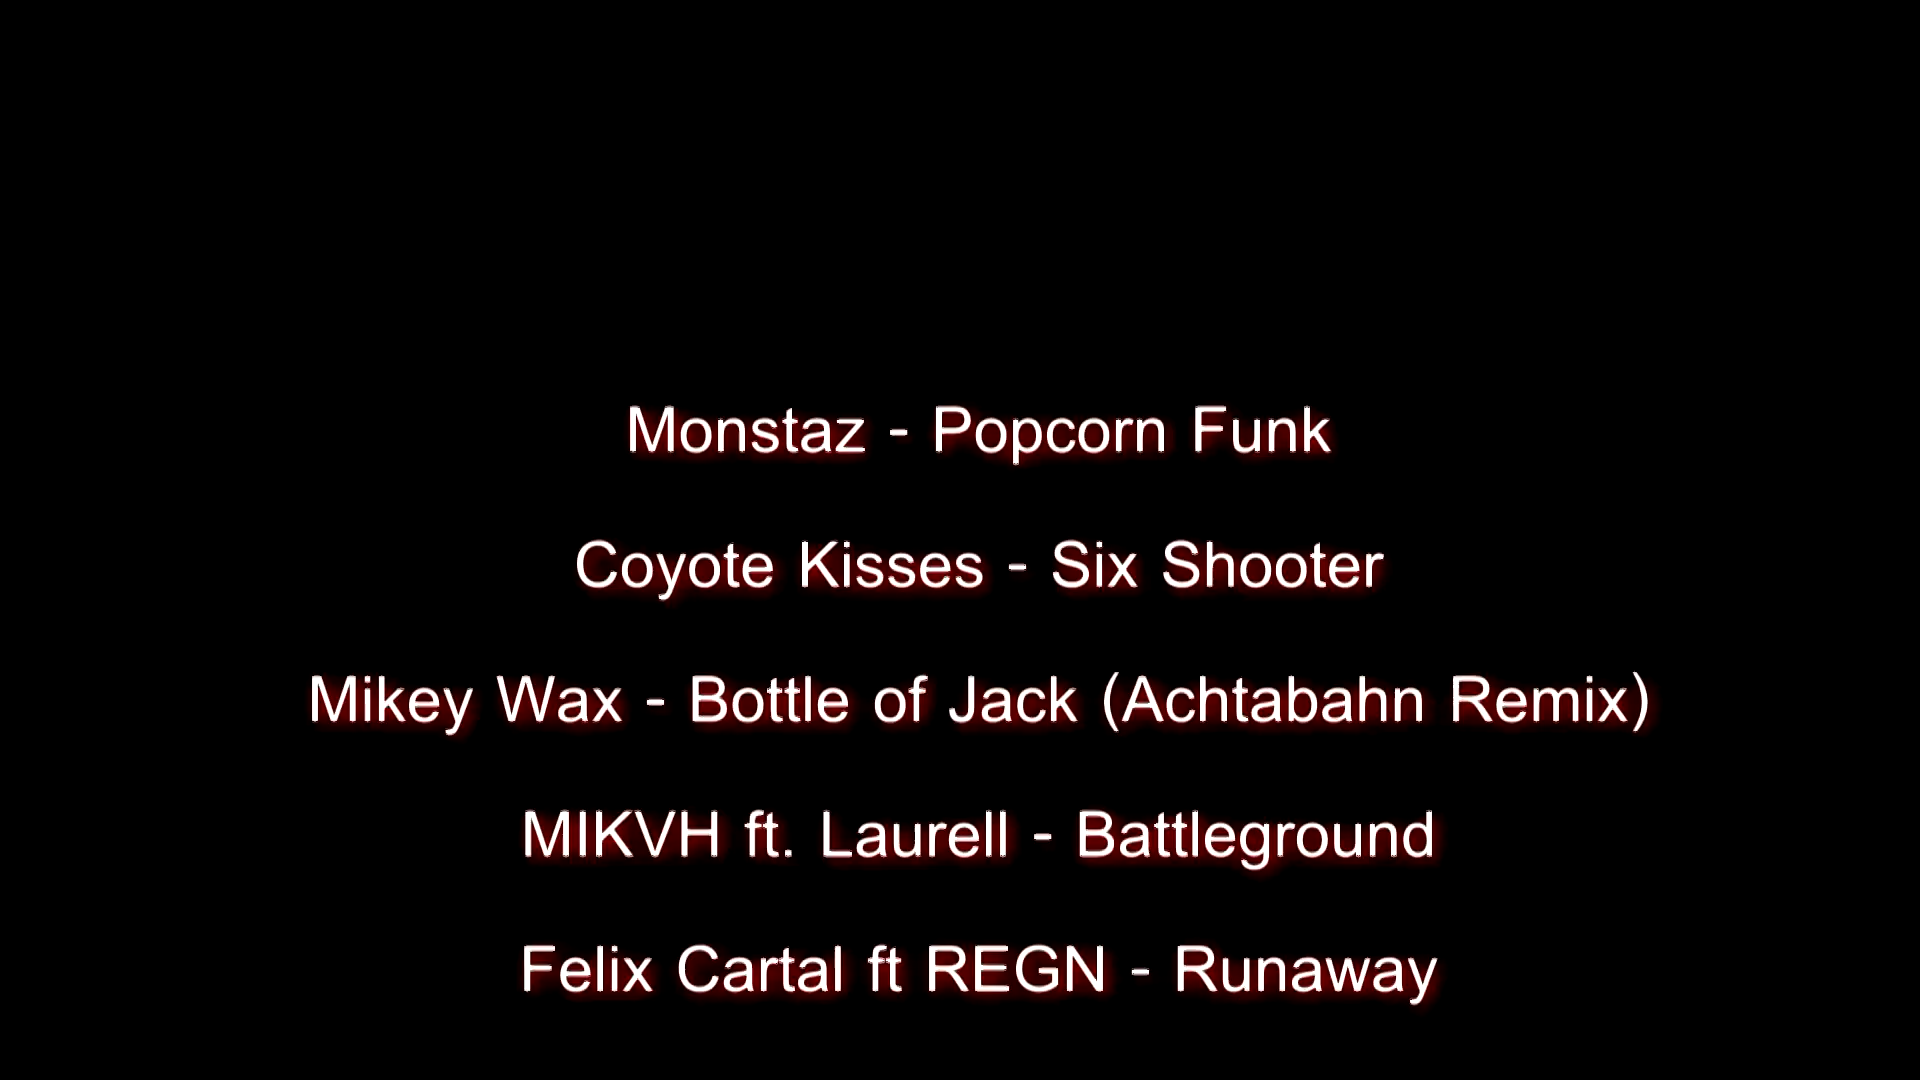 Monstaz - Popcorn Funk
Coyote Kisses - Six Shooter
Mikey Wax - Bottle of Jack (Achtabahn Remix)
MIKVH ft. Laurell - Battleground
Felix Cartal ft REGN - Runaway